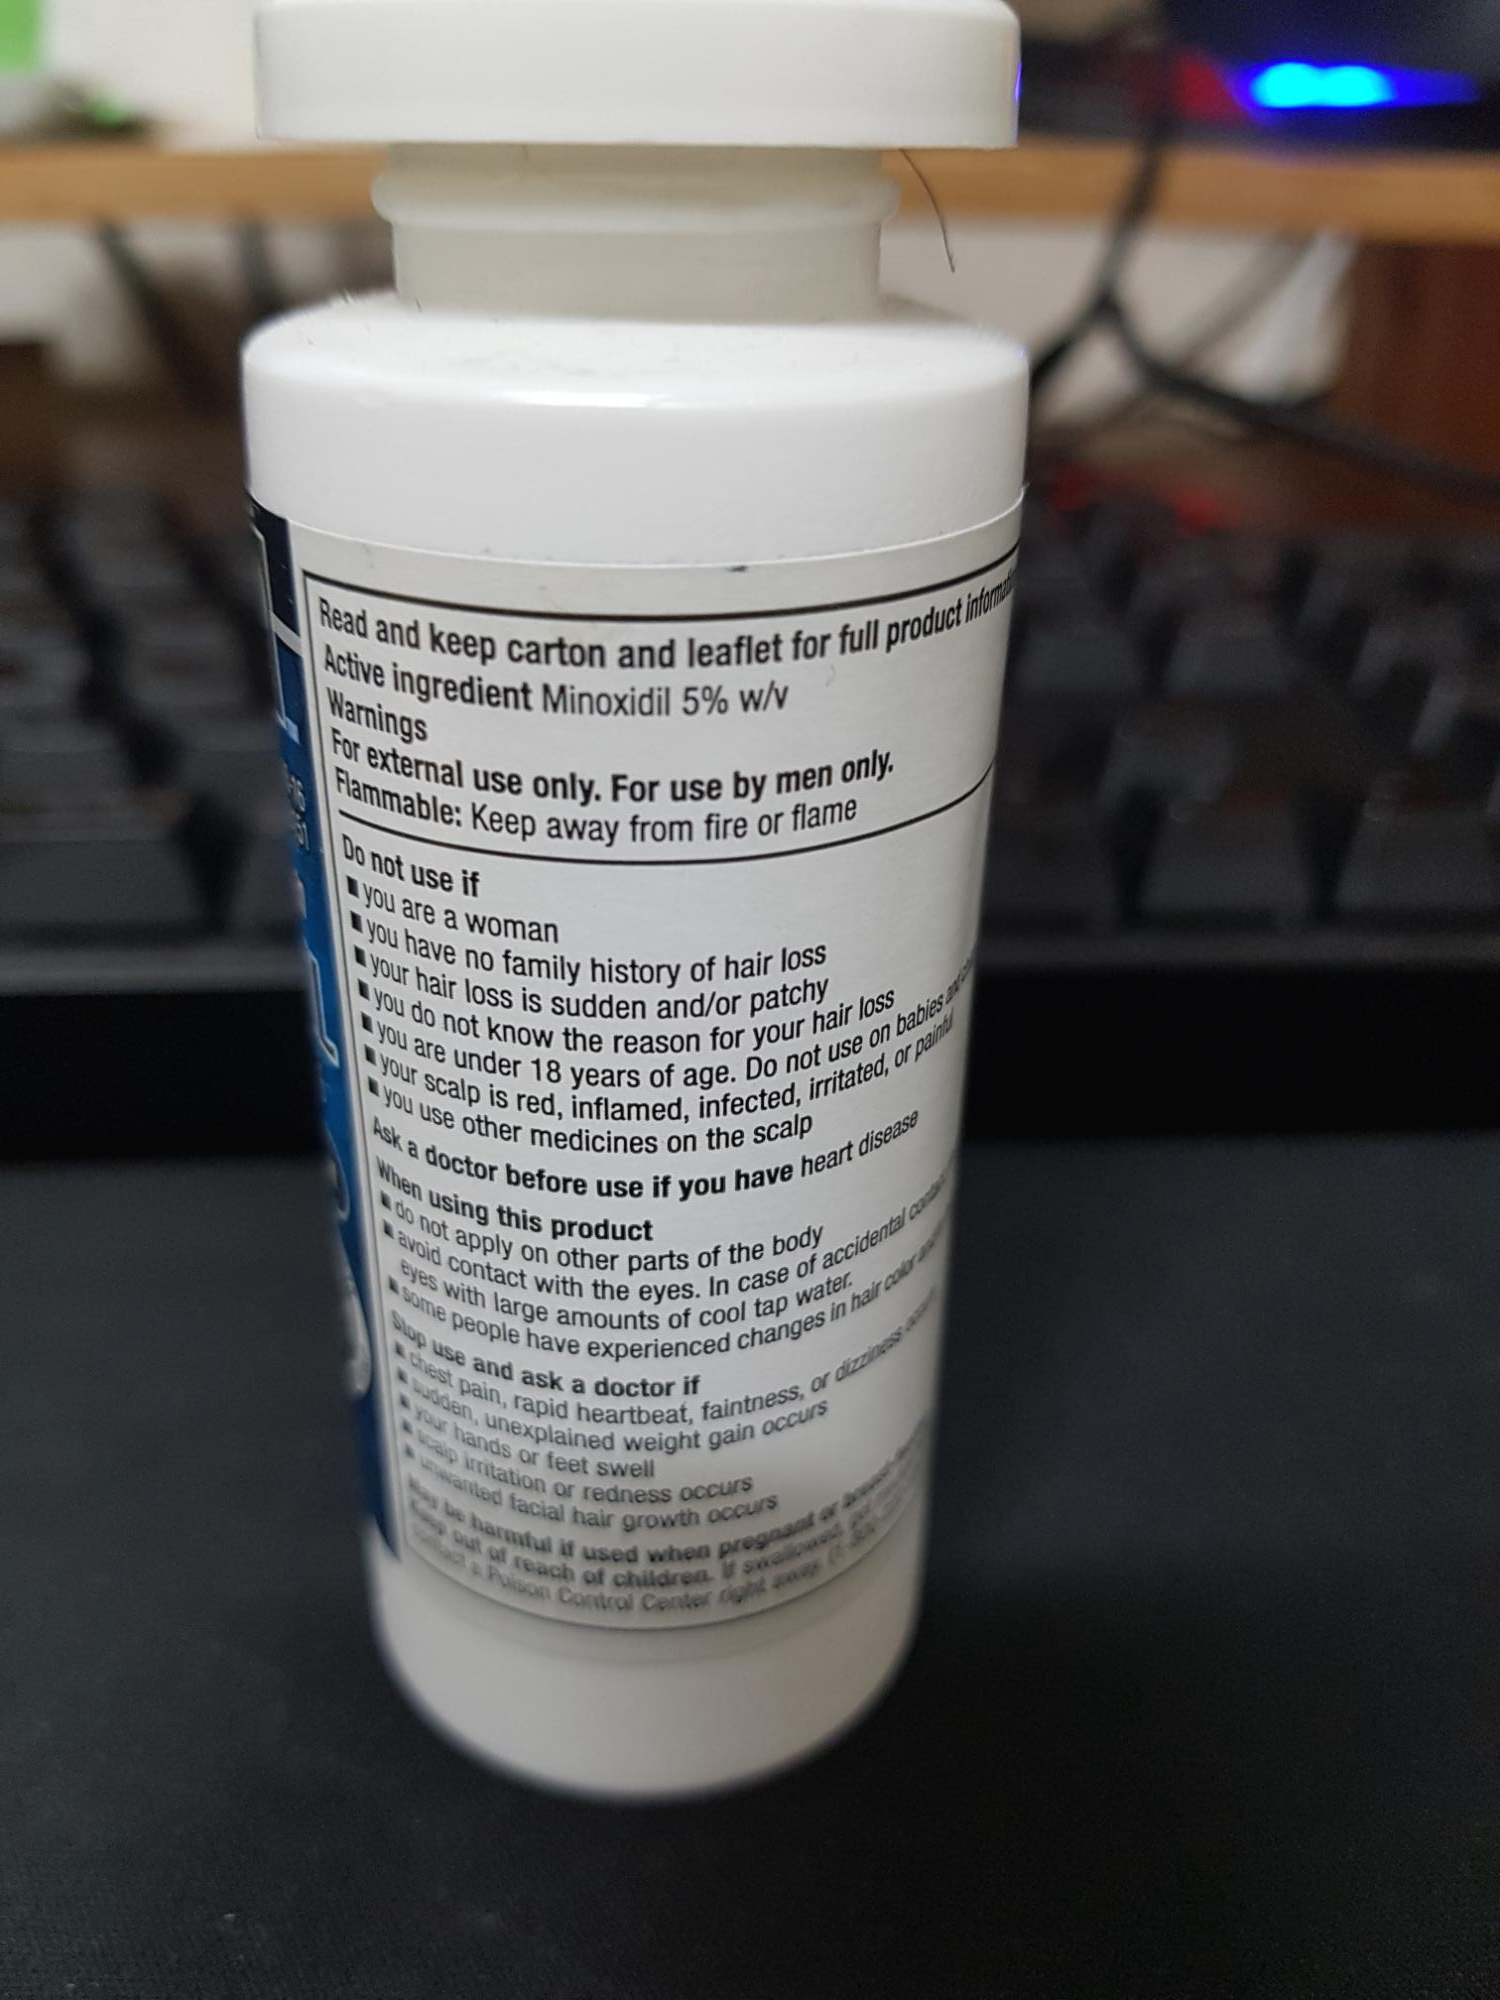 Read and keep carton and leaflet for full product
Active ingredient Minoxidil 5% w/v
Warnings
For external use only. For use by men only.
Flammable: Keep away from fire or flame
Do not use if
■ you are a woman
■ you have no family history of hair loss
■ your hair loss is sudden and/or patchy
■ you do not know the reason for your hair loss
■ you are under 18 years of age. Do not use on babies and
■ your scalp is red, inflamed, infected, irritated, or painful
■ you use other medicines on the scalp
Ask a doctor before use if you have heart disease
When using this product
■ do not apply on other parts of the body
■ avoid contact with the eyes. In case of accidental
eyes with large amounts of cool tap water.
■ some people have experienced changes in hair color
Stop use and ask a doctor if
■ chest pain, rapid heartbeat, faintness, or dizziness
■ sudden, unexplained weight gain occurs
■ your hands or feet swell
■ scalp irritation or redness occurs
■ unwanted facial hair growth occurs
May be harmful if used when pregnant or
Keep out of reach of children. If swallowed,
contact a Poison Control Center right away.